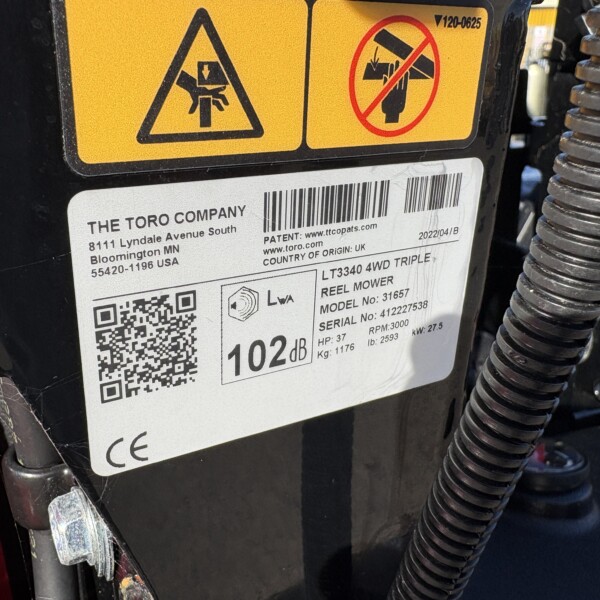 ▼120-0625
THE TORO COMPANY
8111 Lyndale Avenue South
Bloomington MN
55420-1196 USA
PATENT: www.ttcopats.com
www.toro.com
COUNTRY OF ORIGIN: UK
2022/04/B
LWA
102dB
LT3340 4WD TRIPLE
REEL MOWER
MODEL No: 31657
SERIAL No: 412227538
HP: 37 RPM:3000 kW: 27.5
Kg: 1176 lb: 2593
CE